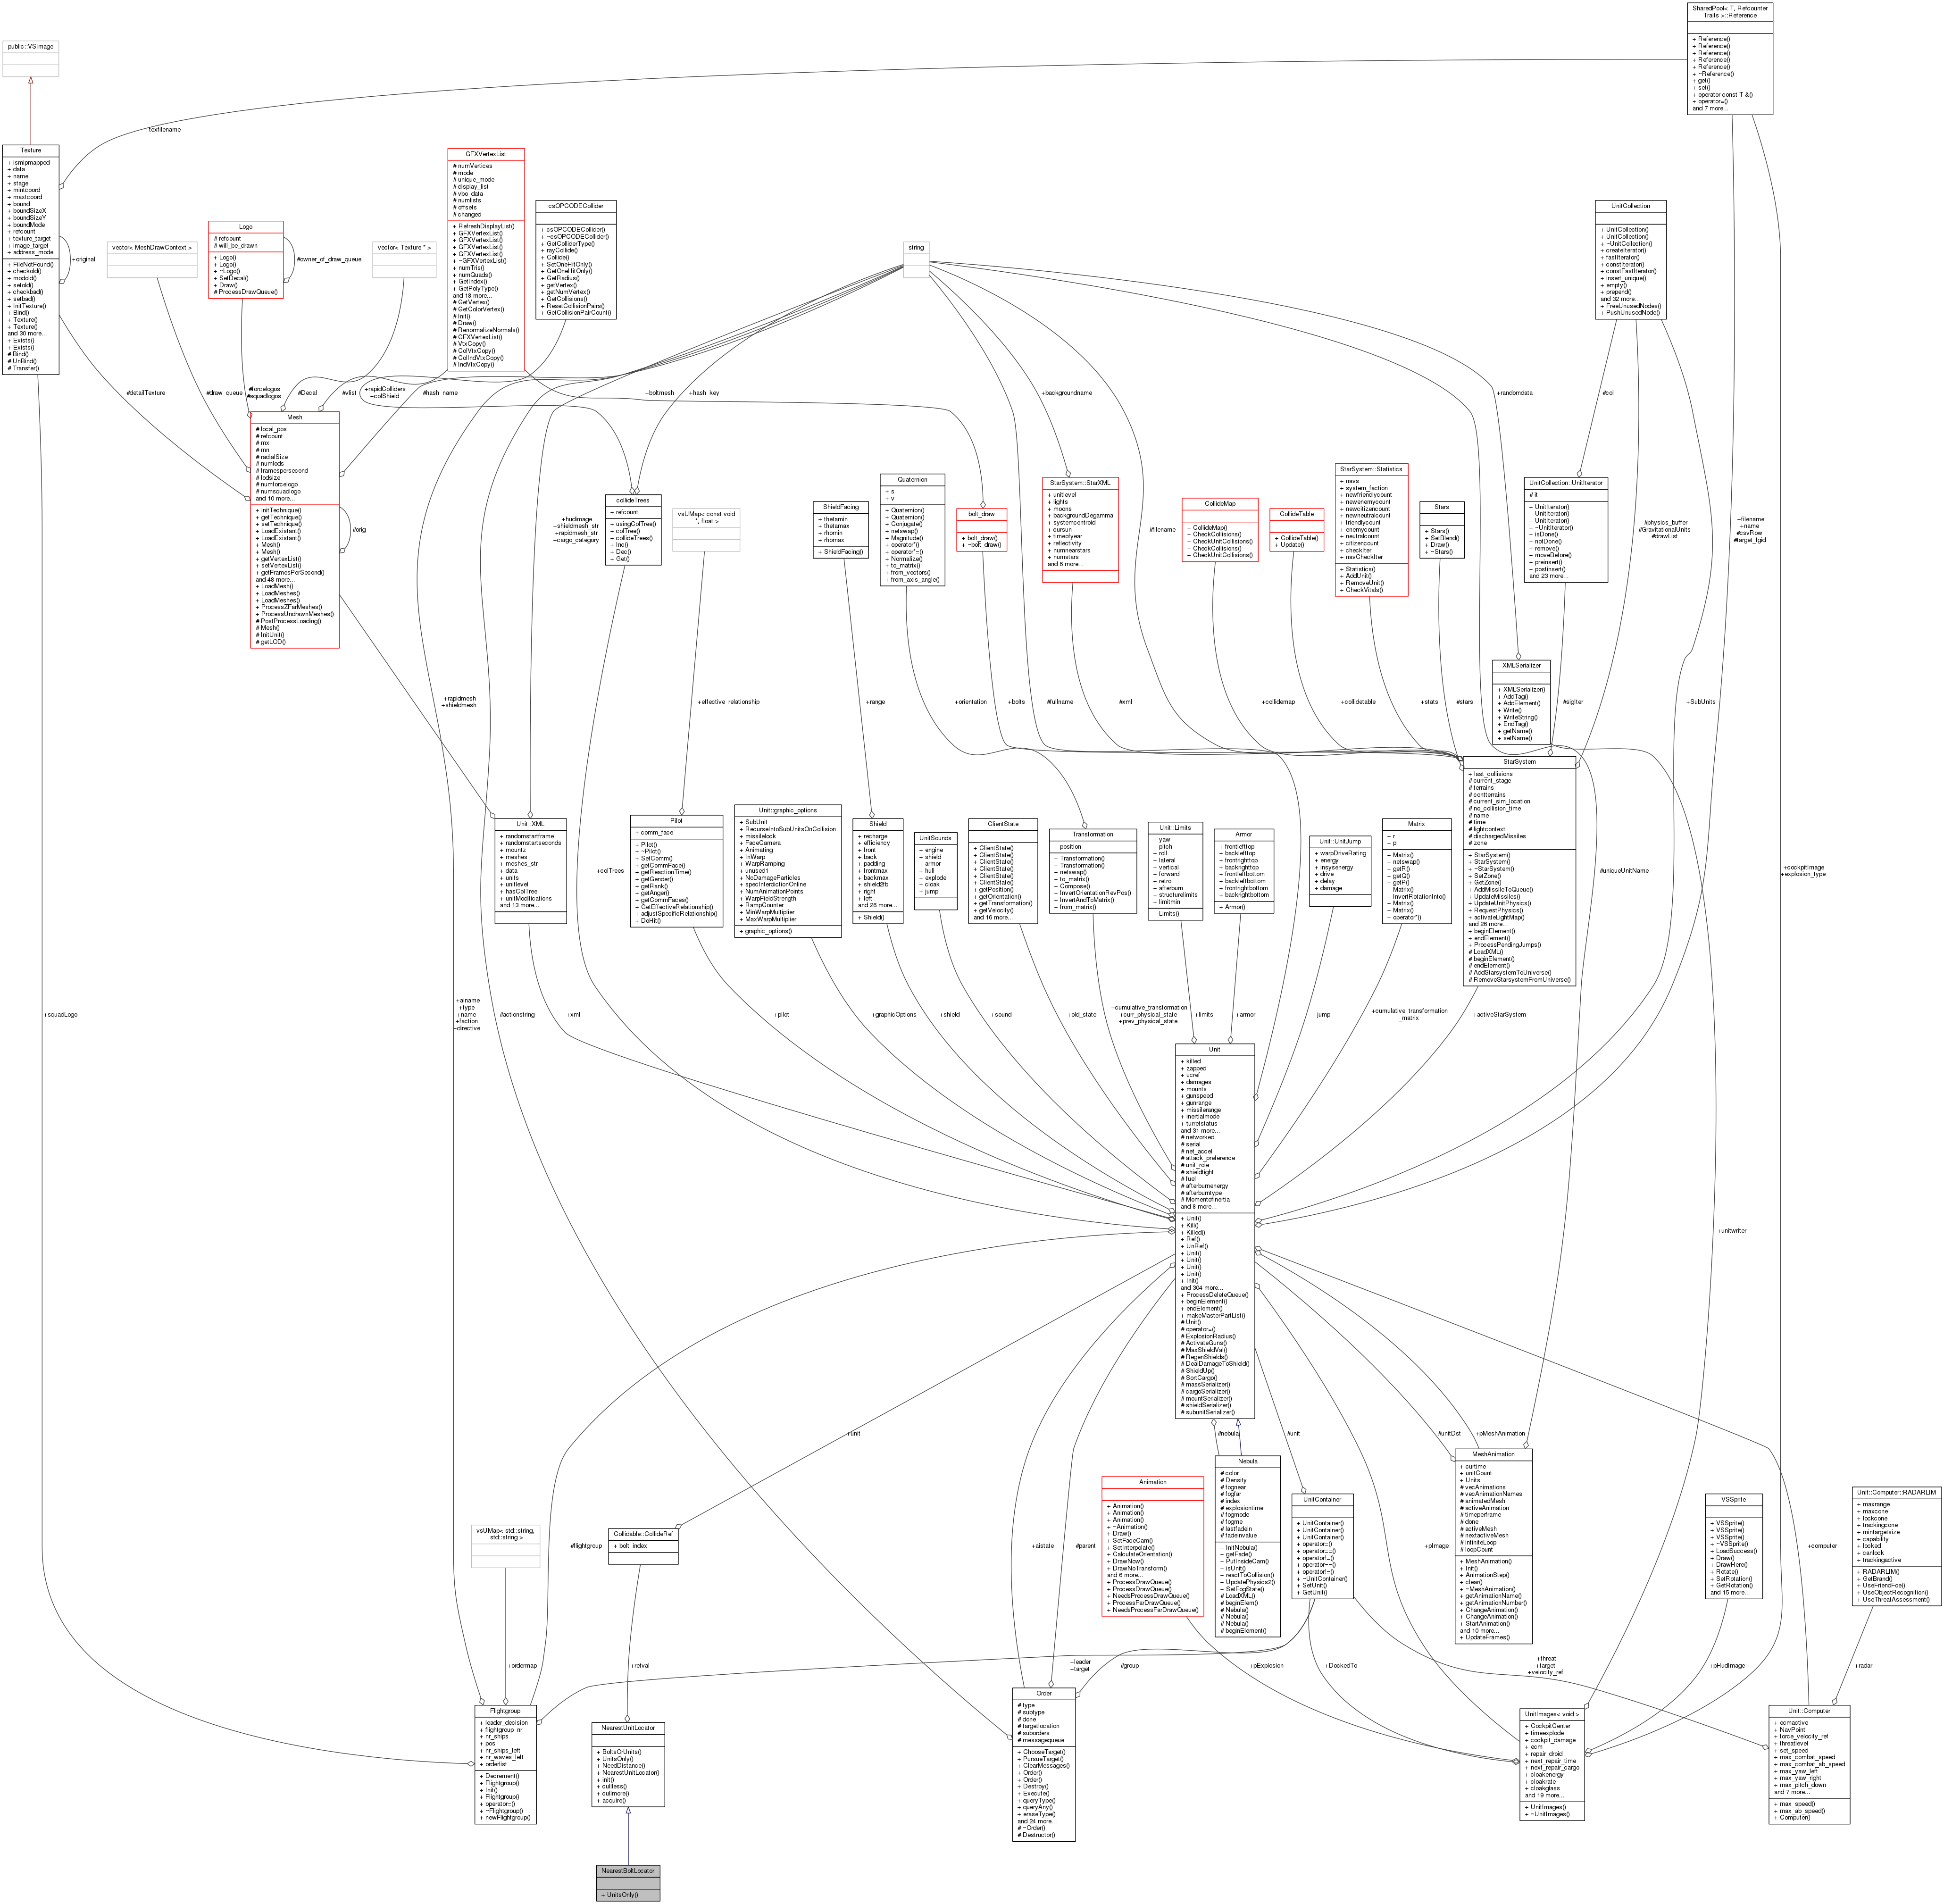 SharedPool< T, Refcounter
Traits >::Reference
+ Reference()
+ Reference()
+ Reference()
+ Reference()
+ Reference()
+ ~Reference()
+ get()
+ set()
+ operator const T &()
+ operator=()
and 7 more...
public::VSImage
+texfilename
Texture
+ ismipmapped
+ data
+ name
+ stage
+ mintcoord
+ maxtcoord
+ bound
+ boundSizeX
+ boundSizeY
+ boundMode
+ refcount
+ texture_target
+ image_target
+ address_mode
+ FileNotFound()
+ checkold()
+ modold()
+ setold()
+ checkbad()
+ setbad()
+ InitTexture()
+ Bind()
+ Texture()
+ Texture()
and 30 more...
+ Exists()
+ Exists()
# Bind()
# UnBind()
# Transfer()
+original
vector< MeshDrawContext >
Logo
# refcount
# will_be_drawn
+ Logo()
+ Logo()
+ ~Logo()
+ SetDecal()
+ Draw()
# ProcessDrawQueue()
#owner_of_draw_queue
vector< Texture * >
GFXVertexList
# numVertices
# mode
# unique_mode
# display_list
# vbo_data
# numlists
# offsets
# changed
+ RefreshDisplayList()
+ GFXVertexList()
+ GFXVertexList()
+ GFXVertexList()
+ GFXVertexList()
+ ~GFXVertexList()
+ numTris()
+ numQuads()
+ GetIndex()
+ GetPolyType()
and 18 more...
# GetVertex()
# GetColorVertex()
# Init()
# Draw()
# RenormalizeNormals()
# GFXVertexList()
# VtxCopy()
# ColVtxCopy()
# ColIndVtxCopy()
# IndVtxCopy()
csOPCODECollider
+ csOPCODECollider()
+ ~csOPCODECollider()
+ GetColliderType()
+ rayCollide()
+ Collide()
+ SetOneHitOnly()
+ GetOneHitOnly()
+ GetRadius()
+ getVertex()
+ getNumVertex()
+ GetCollisions()
+ ResetCollisionPairs()
+ GetCollisionPairCount()
string
UnitCollection
+ UnitCollection()
+ UnitCollection()
+ ~UnitCollection()
+ createIterator()
+ fastIterator()
+ constIterator()
+ constFastIterator()
+ insert_unique()
+ empty()
+ prepend()
and 32 more...
+ FreeUnusedNodes()
+ PushUnusedNode()
#detailTexture
#draw_queue
#forcelogos
#squadlogos
#Decal
#vlist
+rapidColliders
+colShield
#hash_name
+boltmesh
+hash_key
+backgroundname
+randomdata
#col
Mesh
# local_pos
# refcount
# mx
# mn
# radialSize
# numlods
# framespersecond
# lodsize
# numforcelogo
# numsquadlogo
and 10 more...
+ initTechnique()
+ getTechnique()
+ setTechnique()
+ LoadExistant()
+ LoadExistant()
+ Mesh()
+ Mesh()
+ getVertexList()
+ setVertexList()
+ getFramesPerSecond()
and 48 more...
+ LoadMesh()
+ LoadMeshes()
+ LoadMeshes()
+ ProcessZFarMeshes()
+ ProcessUndrawnMeshes()
# PostProcessLoading()
# Mesh()
# InitUnit()
# getLOD()
#orig
+hudImage
+shieldmesh_str
+rapidmesh_str
+cargo_category
collideTrees
+ refcount
+ usingColTree()
+ colTree()
+ collideTrees()
+ Inc()
+ Dec()
+ Get()
vsUMap< const void
*, float >
ShieldFacing
+ thetamin
+ thetamax
+ rhomin
+ rhomax
+ ShieldFacing()
Quaternion
+ s
+ v
+ Quaternion()
+ Quaternion()
+ Conjugate()
+ netswap()
+ Magnitude()
+ operator*()
+ operator*=()
+ Normalize()
+ to_matrix()
+ from_vectors()
+ from_axis_angle()
bolt_draw
+ bolt_draw()
+ ~bolt_draw()
StarSystem::StarXML
+ unitlevel
+ lights
+ moons
+ backgroundDegamma
+ systemcentroid
+ cursun
+ timeofyear
+ reflectivity
+ numnearstars
+ numstars
and 6 more...
#filename
CollideMap
+ CollideMap()
+ CheckCollisions()
+ CheckUnitCollisions()
+ CheckCollisions()
+ CheckUnitCollisions()
CollideTable
+ CollideTable()
+ Update()
StarSystem::Statistics
+ navs
+ system_faction
+ newfriendlycount
+ newenemycount
+ newcitizencount
+ newneutralcount
+ friendlycount
+ enemycount
+ neutralcount
+ citizencount
+ checkIter
+ navCheckIter
+ Statistics()
+ AddUnit()
+ RemoveUnit()
+ CheckVitals()
Stars
+ Stars()
+ SetBlend()
+ Draw()
+ ~Stars()
UnitCollection::UnitIterator
# it
+ UnitIterator()
+ UnitIterator()
+ UnitIterator()
+ ~UnitIterator()
+ isDone()
+ notDone()
+ remove()
+ moveBefore()
+ preinsert()
+ postinsert()
and 23 more...
#physics_buffer
#GravitationalUnits
#drawList
+filename
+name
#csvRow
#target_fgid
XMLSerializer
+ XMLSerializer()
+ AddTag()
+ AddElement()
+ Write()
+ WriteString()
+ EndTag()
+ getName()
+ setName()
+rapidmesh
+shieldmesh
+effective_relationship
+range
+orientation
+bolts
#fullname
#xml
+collidemap
+collidetable
+stats
#stars
#sigIter
+SubUnits
+cockpitImage
+explosion_type
+colTrees
#uniqueUnitName
StarSystem
+ last_collisions
# current_stage
# terrains
# contterrains
# current_sim_location
# no_collision_time
# name
# time
# lightcontext
# dischargedMissiles
# zone
+ StarSystem()
+ StarSystem()
+ ~StarSystem()
+ SetZone()
+ GetZone()
+ AddMissileToQueue()
+ UpdateMissiles()
+ UpdateUnitPhysics()
+ RequestPhysics()
+ activateLightMap()
and 26 more...
+ beginElement()
+ endElement()
+ ProcessPendingJumps()
# LoadXML()
# beginElement()
# endElement()
# AddStarsystemToUniverse()
# RemoveStarsystemFromUniverse()
Unit::XML
+ randomstartframe
+ randomstartseconds
+ mountz
+ meshes
+ meshes_str
+ data
+ units
+ unitlevel
+ hasColTree
+ unitModifications
and 13 more...
Pilot
+ comm_face
+ Pilot()
+ ~Pilot()
+ SetComm()
+ getCommFace()
+ getReactionTime()
+ getGender()
+ getRank()
+ getAnger()
+ getCommFaces()
+ GetEffectiveRelationship()
+ adjustSpecificRelationship()
+ DoHit()
Unit::graphic_options
+ SubUnit
+ RecurseIntoSubUnitsOnCollision
+ missilelock
+ FaceCamera
+ Animating
+ InWarp
+ WarpRamping
+ unused1
+ NoDamageParticles
+ specInterdictionOnline
+ NumAnimationPoints
+ WarpFieldStrength
+ RampCounter
+ MinWarpMultiplier
+ MaxWarpMultiplier
+ graphic_options()
Shield
+ recharge
+ efficiency
+ front
+ back
+ padding
+ frontmax
+ backmax
+ shield2fb
+ right
+ left
and 26 more...
+ Shield()
UnitSounds
+ engine
+ shield
+ armor
+ hull
+ explode
+ cloak
+ jump
ClientState
+ ClientState()
+ ClientState()
+ ClientState()
+ ClientState()
+ ClientState()
+ ClientState()
+ getPosition()
+ getOrientation()
+ getTransformation()
+ getVelocity()
and 16 more...
Transformation
+ position
+ Transformation()
+ Transformation()
+ netswap()
+ to_matrix()
+ Compose()
+ InvertOrientationRevPos()
+ InvertAndToMatrix()
+ from_matrix()
Unit::Limits
+ yaw
+ pitch
+ roll
+ lateral
+ vertical
+ forward
+ retro
+ afterburn
+ structurelimits
+ limitmin
+ Limits()
Armor
+ frontlefttop
+ backlefttop
+ frontrighttop
+ backrighttop
+ frontleftbottom
+ backleftbottom
+ frontrightbottom
+ backrightbottom
+ Armor()
Unit::UnitJump
+ warpDriveRating
+ energy
+ insysenergy
+ drive
+ delay
+ damage
Matrix
+ r
+ p
+ Matrix()
+ netswap()
+ getR()
+ getQ()
+ getP()
+ Matrix()
+ InvertRotationInto()
+ Matrix()
+ Matrix()
+ operator*()
+squadLogo
+ainame
+type
+name
+faction
+directive
#actionstring
+xml
+pilot
+graphicOptions
+shield
+sound
+old_state
+cumulative_transformation
+curr_physical_state
+prev_physical_state
+limits
+armor
+jump
+cumulative_transformation
_matrix
+activeStarSystem
Unit
+ killed
+ zapped
+ ucref
+ damages
+ mounts
+ gunspeed
+ gunrange
+ missilerange
+ inertialmode
+ turretstatus
and 31 more...
# networked
# serial
# net_accel
# attack_preference
# unit_role
# shieldtight
# fuel
# afterburnenergy
# afterburntype
# Momentofinertia
and 8 more...
+ Unit()
+ Kill()
+ Killed()
+ Ref()
+ UnRef()
+ Unit()
+ Unit()
+ Unit()
+ Unit()
+ Init()
and 304 more...
+ ProcessDeleteQueue()
+ beginElement()
+ endElement()
+ makeMasterPartList()
# Unit()
# operator=()
# ExplosionRadius()
# ActivateGuns()
# MaxShieldVal()
# RegenShields()
# DealDamageToShield()
# ShieldUp()
# SortCargo()
# massSerializer()
# cargoSerializer()
# mountSerializer()
# shieldSerializer()
# subunitSerializer()
+unitwriter
+unit
#nebula
#unit
#unitDst
+pMeshAnimation
MeshAnimation
+ curtime
+ unitCount
+ Units
# vecAnimations
# vecAnimationNames
# animatedMesh
# activeAnimation
# timeperframe
# done
# activeMesh
# nextactiveMesh
# infiniteLoop
# loopCount
+ MeshAnimation()
+ Init()
+ AnimationStep()
+ clear()
+ ~MeshAnimation()
+ getAnimationName()
+ getAnimationNumber()
+ ChangeAnimation()
+ ChangeAnimation()
+ StartAnimation()
and 10 more...
+ UpdateFrames()
Nebula
# color
# Density
# fognear
# fogfar
# index
# explosiontime
# fogmode
# fogme
# lastfadein
# fadeinvalue
+ InitNebula()
+ getFade()
+ PutInsideCam()
+ isUnit()
+ reactToCollision()
+ UpdatePhysics2()
+ SetFogState()
# LoadXML()
# beginElem()
# Nebula()
# Nebula()
# Nebula()
# beginElement()
Animation
+ Animation()
+ Animation()
+ Animation()
+ ~Animation()
+ Draw()
+ SetFaceCam()
+ SetInterpolate()
+ CalculateOrientation()
+ DrawNow()
+ DrawNoTransform()
and 6 more...
+ ProcessDrawQueue()
+ ProcessDrawQueue()
+ NeedsProcessDrawQueue()
+ ProcessFarDrawQueue()
+ NeedsProcessFarDrawQueue()
UnitContainer
+ UnitContainer()
+ UnitContainer()
+ UnitContainer()
+ operator=()
+ operator==()
+ operator!=()
+ operator==()
+ operator!=()
+ ~UnitContainer()
+ SetUnit()
+ GetUnit()
VSSprite
+ VSSprite()
+ VSSprite()
+ VSSprite()
+ ~VSSprite()
+ LoadSuccess()
+ Draw()
+ DrawHere()
+ Rotate()
+ SetRotation()
+ GetRotation()
and 15 more...
Unit::Computer::RADARLIM
+ maxrange
+ maxcone
+ lockcone
+ trackingcone
+ mintargetsize
+ capability
+ locked
+ canlock
+ trackingactive
+ RADARLIM()
+ GetBrand()
+ UseFriendFoe()
+ UseObjectRecognition()
+ UseThreatAssessment()
vsUMap< std::string,
std::string >
Collidable::CollideRef
+ bolt_index
#flightgroup
+aistate
#parent
+pImage
+computer
+ordermap
+retval
+leader
+target
#group
+pExplosion
+DockedTo
+threat
+target
+velocity_ref
+pHudImage
+radar
Flightgroup
+ leader_decision
+ flightgroup_nr
+ nr_ships
+ pos
+ nr_ships_left
+ nr_waves_left
+ orderlist
+ Decrement()
+ Flightgroup()
+ Init()
+ Flightgroup()
+ operator=()
+ ~Flightgroup()
+ newFlightgroup()
NearestUnitLocator
+ BoltsOrUnits()
+ UnitsOnly()
+ NeedDistance()
+ NearestUnitLocator()
+ init()
+ cullless()
+ cullmore()
+ acquire()
Order
# type
# subtype
# done
# targetlocation
# suborders
# messagequeue
+ ChooseTarget()
+ PursueTarget()
+ ClearMessages()
+ Order()
+ Order()
+ Destroy()
+ Execute()
+ queryType()
+ queryAny()
+ eraseType()
and 24 more...
# ~Order()
# Destructor()
UnitImages< void >
+ CockpitCenter
+ timeexplode
+ cockpit_damage
+ ecm
+ repair_droid
+ next_repair_time
+ next_repair_cargo
+ cloakenergy
+ cloakrate
+ cloakglass
and 19 more...
+ UnitImages()
+ ~UnitImages()
Unit::Computer
+ ecmactive
+ NavPoint
+ force_velocity_ref
+ threatlevel
+ set_speed
+ max_combat_speed
+ max_combat_ab_speed
+ max_yaw_left
+ max_yaw_right
+ max_pitch_down
and 7 more...
+ max_speed()
+ max_ab_speed()
+ Computer()
NearestBoltLocator
+ UnitsOnly()